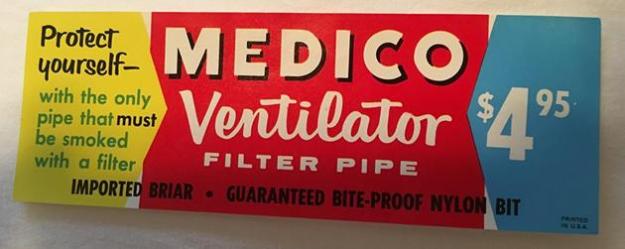 Protect
yourself—
with the only
pipe that must
be smoked
with a filter
MEDICO
Ventilator
FILTER PIPE
$4.95
IMPORTED BRIAR • GUARANTEED BITE-PROOF NYLON BIT
PRINTED
IN U.S.A.